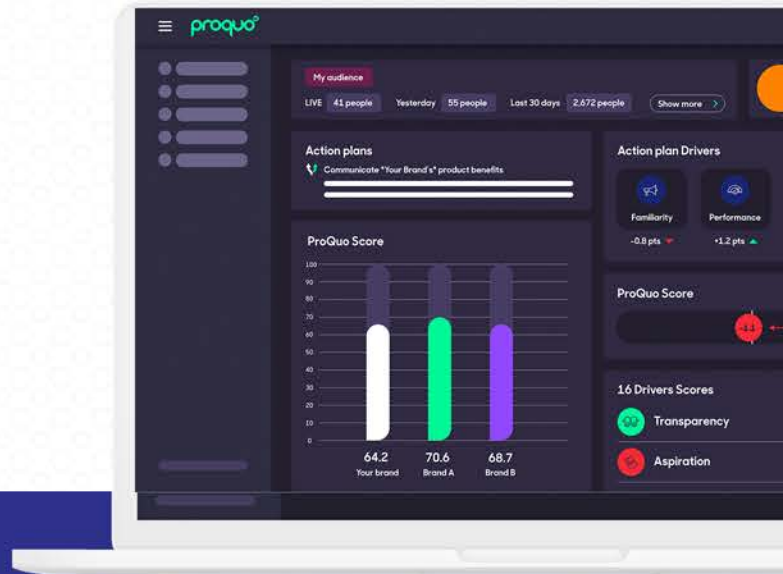 proquo
My audience
LIVE 41 people Yesterday 55 people Last 30 days 2,672 people Show more
Action plans
Communicate "Your Brand's" product benefits
Action plan Drivers
Familiarity Performance
-0.8 pts +1.2 pts
ProQuo Score
100
90
80
70
60
50
40
30
20
10
0
64.2 70.6 68.7
Your brand Brand A Brand B
ProQuo Score
16 Drivers Scores
Transparency
Aspiration